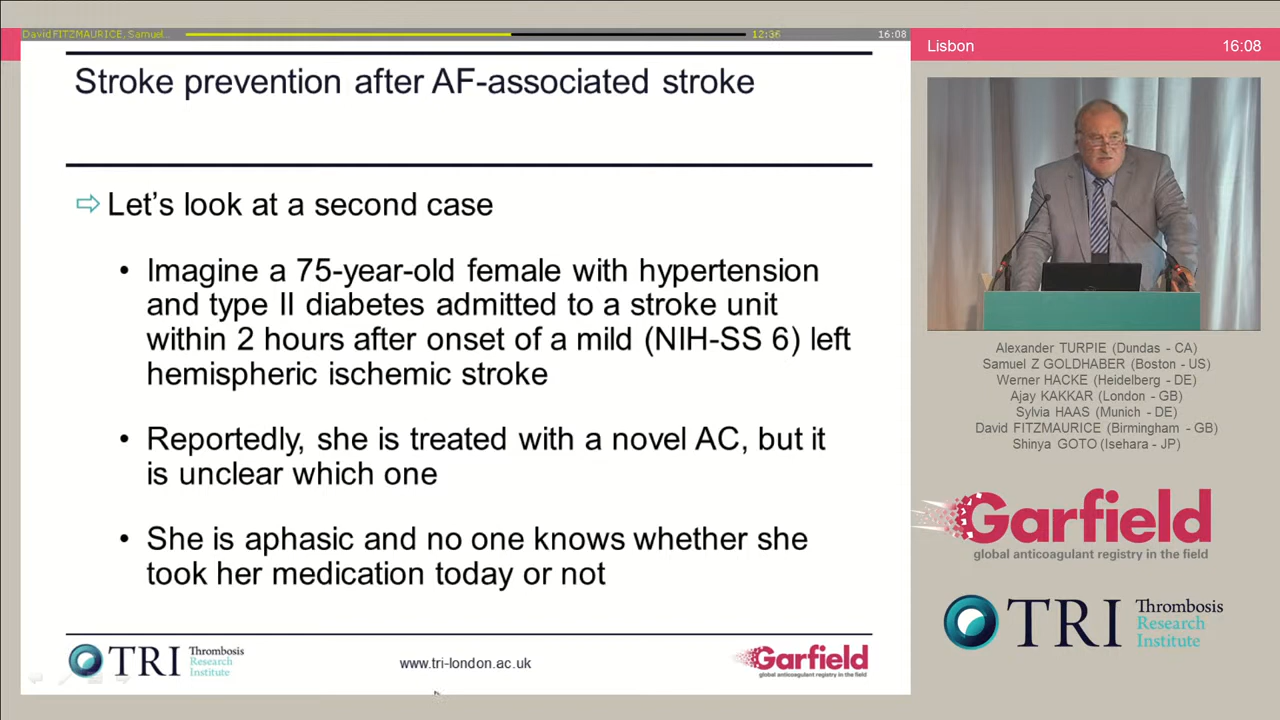 David FITZMAURICE, Samuel...
12:36
16:08
Stroke prevention after AF-associated stroke
Let's look at a second case
• Imagine a 75-year-old female with hypertension
and type II diabetes admitted to a stroke unit
within 2 hours after onset of a mild (NIH-SS 6) left
hemispheric ischemic stroke
• Reportedly, she is treated with a novel AC, but it
is unclear which one
• She is aphasic and no one knows whether she
took her medication today or not
TRI Thrombosis
Research
Institute
www.tri-london.ac.uk
Garfield
global anticoagulant registry in the field
Lisbon
16:08
Alexander TURPIE (Dundas - CA)
Samuel Z GOLDHABER (Boston - US)
Werner HACKE (Heidelberg - DE)
Ajay KAKKAR (London - GB)
Sylvia HAAS (Munich - DE)
David FITZMAURICE (Birmingham - GB)
Shinya GOTO (Isehara - JP)
Garfield
global anticoagulant registry in the field
TRI Thrombosis
Research
Institute